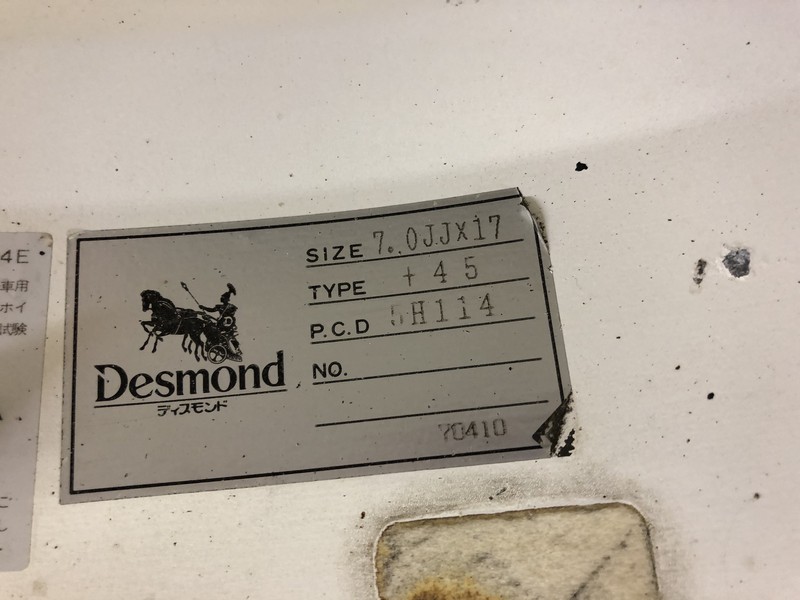 4E
車用
ホイ
試験
SIZE 7.0JJX17
TYPE +45
P.C.D 5H114
NO.
Desmond
ディスモンド
70410